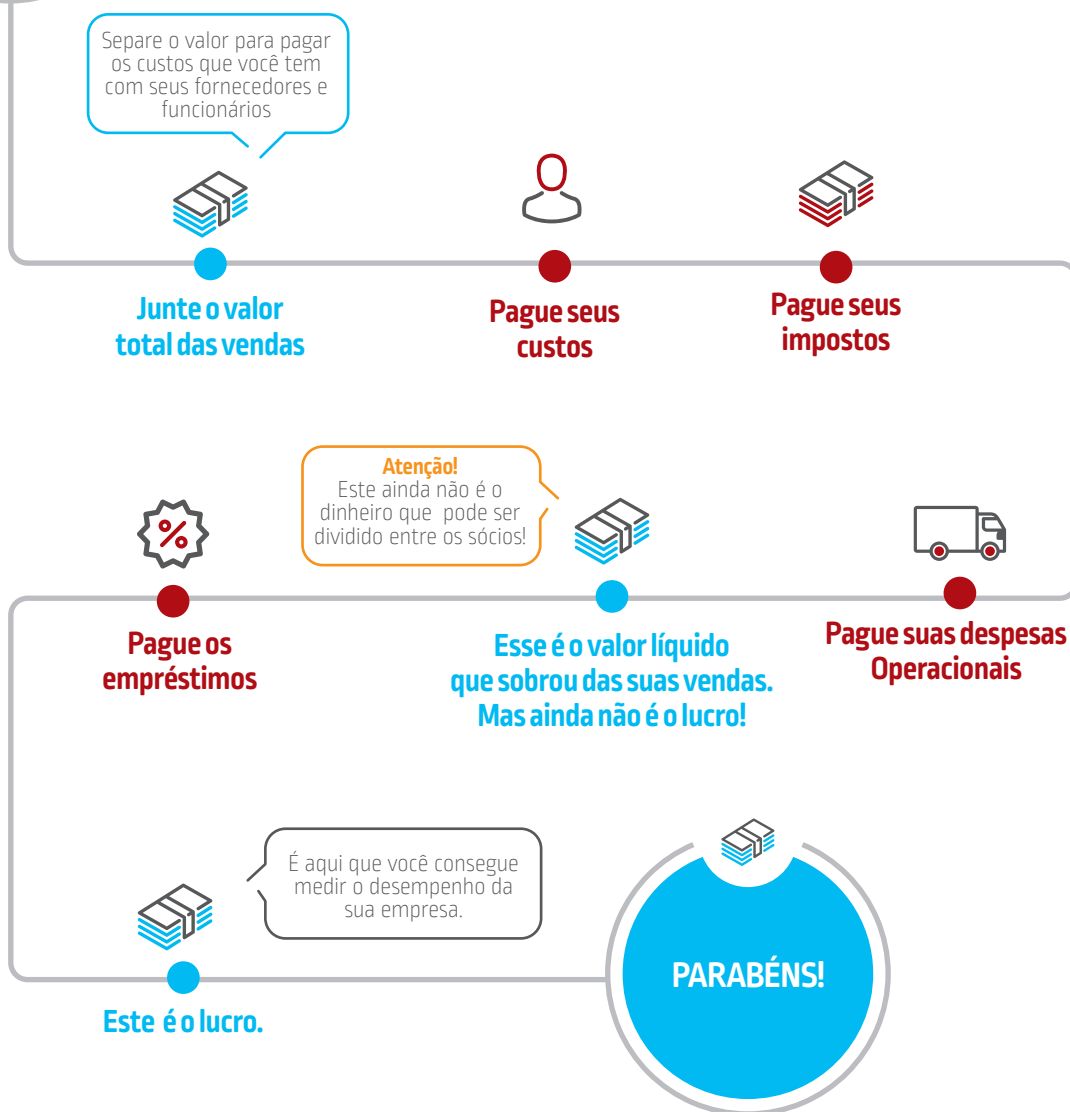 Separe o valor para pagar
os custos que você tem
com seus fornecedores e
funcionários
Junte o valor
total das vendas
Pague seus
custos
Pague seus
impostos
Atenção!
Este ainda não é o
dinheiro que pode ser
dividido entre os sócios!
%
Pague os
empréstimos
Esse é o valor líquido
que sobrou das suas vendas.
Mas ainda não é o lucro!
Pague suas despesas
Operacionais
É aqui que você consegue
medir o desempenho da
sua empresa.
Este é o lucro.
PARABÉNS!